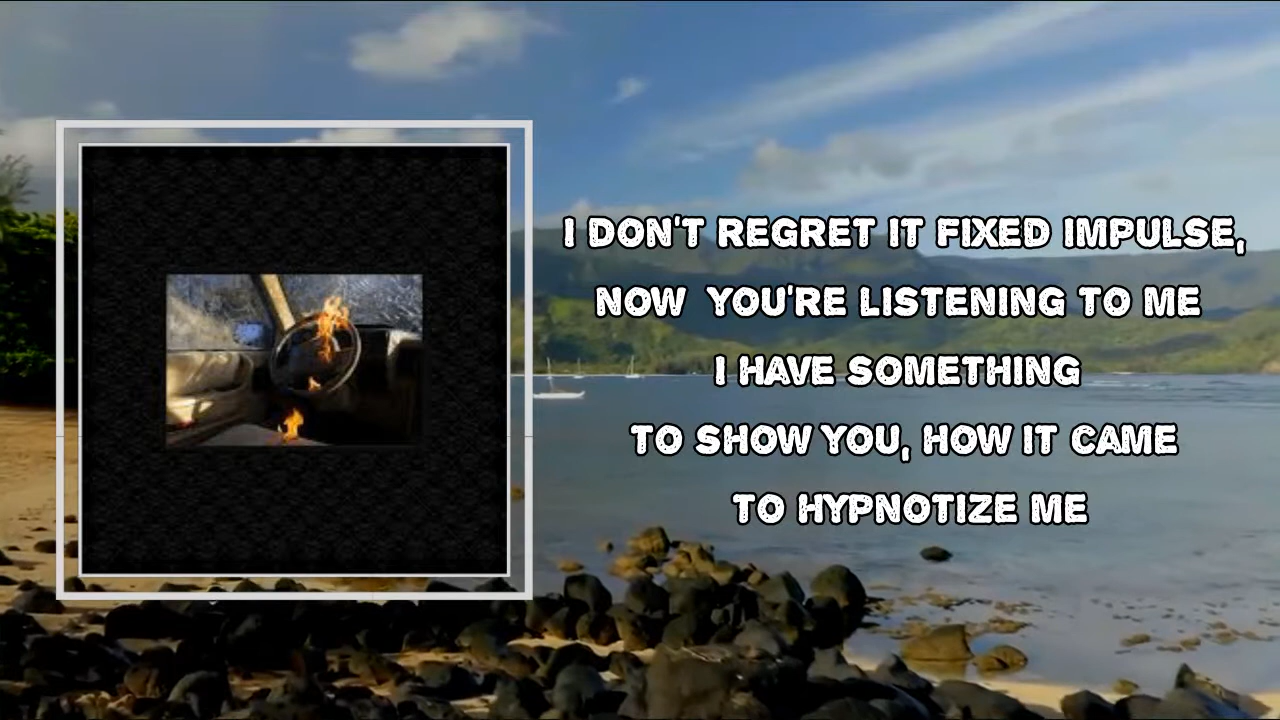 I DON'T REGRET IT FIXED IMPULSE,
NOW YOU'RE LISTENING TO ME
I HAVE SOMETHING
TO SHOW YOU, HOW IT CAME
TO HYPNOTIZE ME